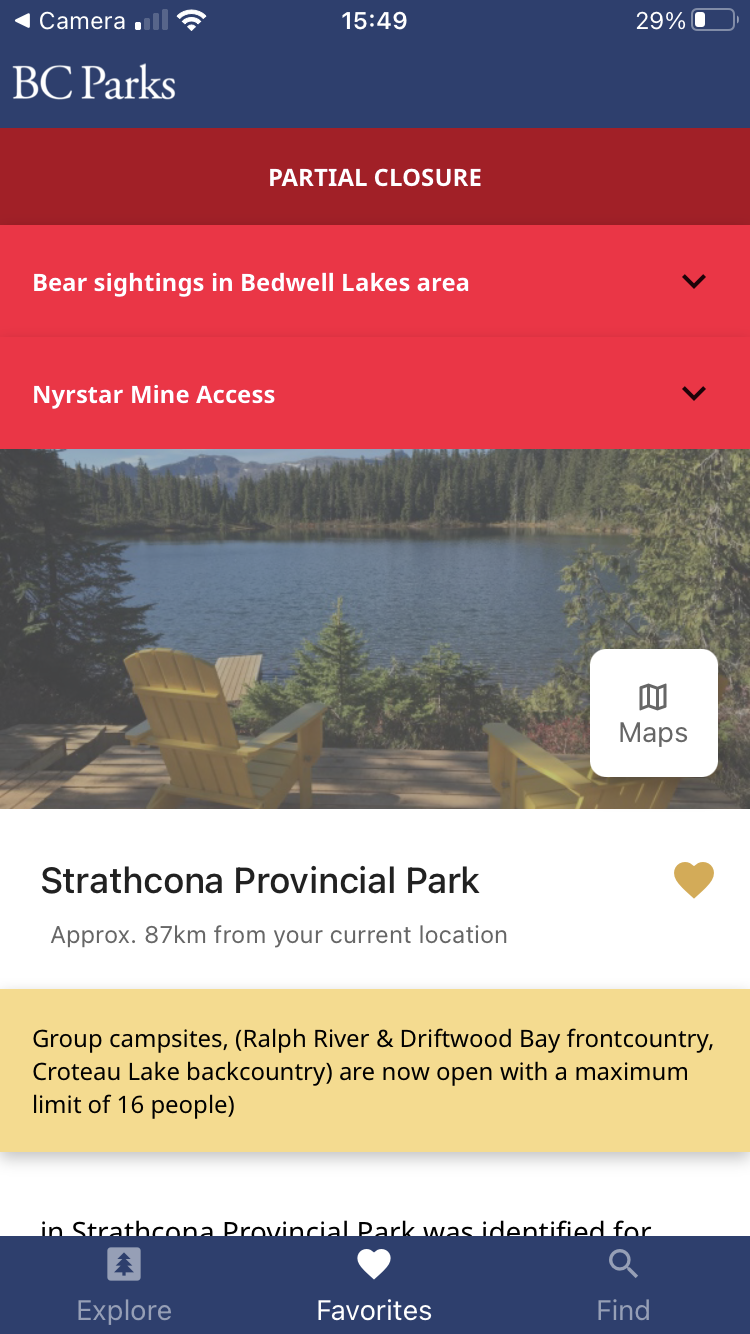 Camera
15:49
29%
BC Parks
PARTIAL CLOSURE
Bear sightings in Bedwell Lakes area
Nyrstar Mine Access
Maps
Strathcona Provincial Park
Approx. 87km from your current location
Group campsites, (Ralph River & Driftwood Bay frontcountry,
Croteau Lake backcountry) are now open with a maximum
limit of 16 people)
in Strathcona Provincial Park was identified for
Explore
Favorites
Find